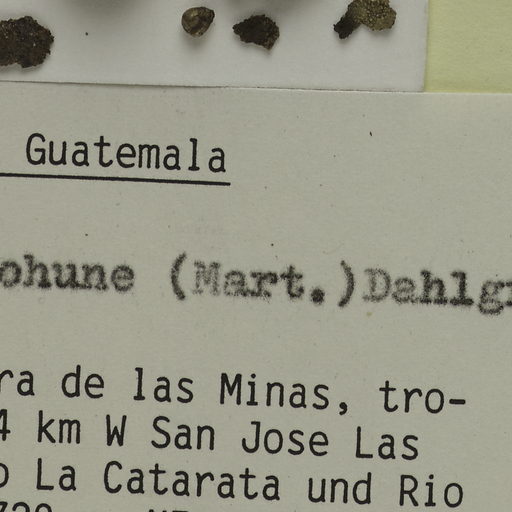 Guatemala
ohune (Mart.)Dahlg
ra de las Minas, tro-
4 km W San Jose Las
o La Catarata und Rio